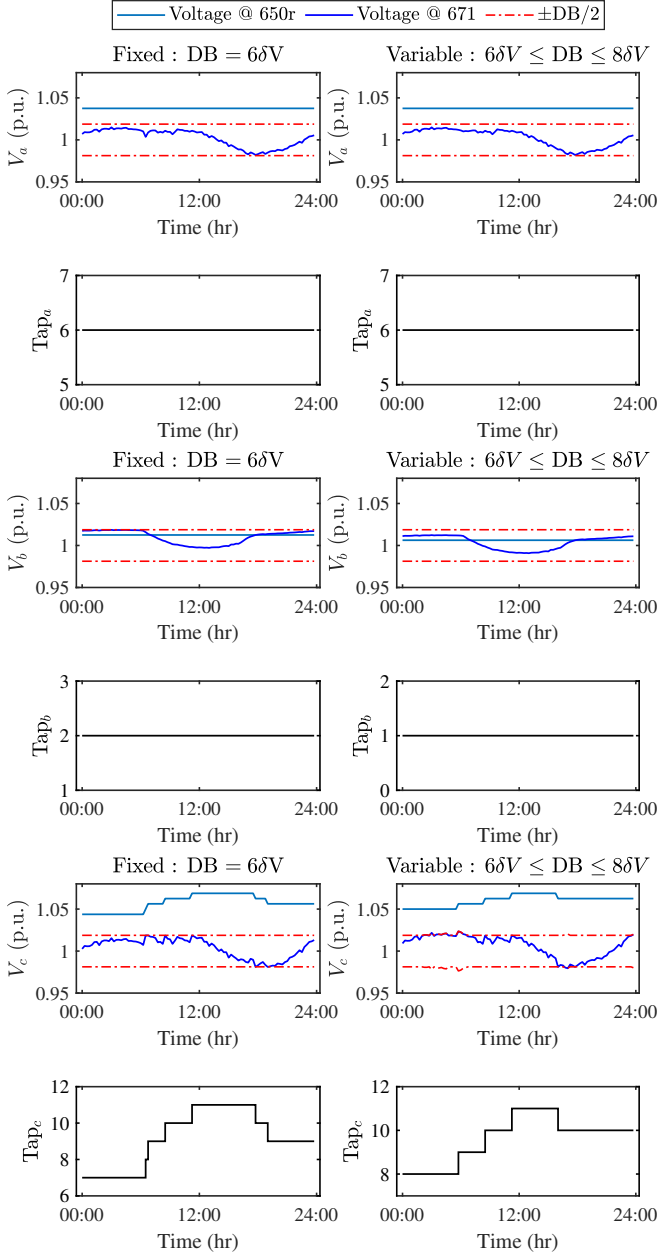 Voltage @ 650r Voltage @ 671 ±DB/2
Fixed : DB = 6δV Variable : 6δV ≤ DB ≤ 8δV
V_a (p.u.) 1.05 1 0.95 00:00 12:00 24:00 Time (hr)
V_a (p.u.) 1.05 1 0.95 00:00 12:00 24:00 Time (hr)
Tap_a 7 6 5 00:00 12:00 24:00 Time (hr)
Tap_a 7 6 5 00:00 12:00 24:00 Time (hr)
Fixed : DB = 6δV Variable : 6δV ≤ DB ≤ 8δV
V_b (p.u.) 1.05 1 0.95 00:00 12:00 24:00 Time (hr)
V_b (p.u.) 1.05 1 0.95 00:00 12:00 24:00 Time (hr)
Tap_b 3 2 1 00:00 12:00 24:00 Time (hr)
Tap_b 2 1 0 00:00 12:00 24:00 Time (hr)
Fixed : DB = 6δV Variable : 6δV ≤ DB ≤ 8δV
V_c (p.u.) 1.05 1 0.95 00:00 12:00 24:00 Time (hr)
V_c (p.u.) 1.05 1 0.95 00:00 12:00 24:00 Time (hr)
Tap_c 12 10 8 6 00:00 12:00 24:00 Time (hr)
Tap_c 12 10 8 00:00 12:00 24:00 Time (hr)